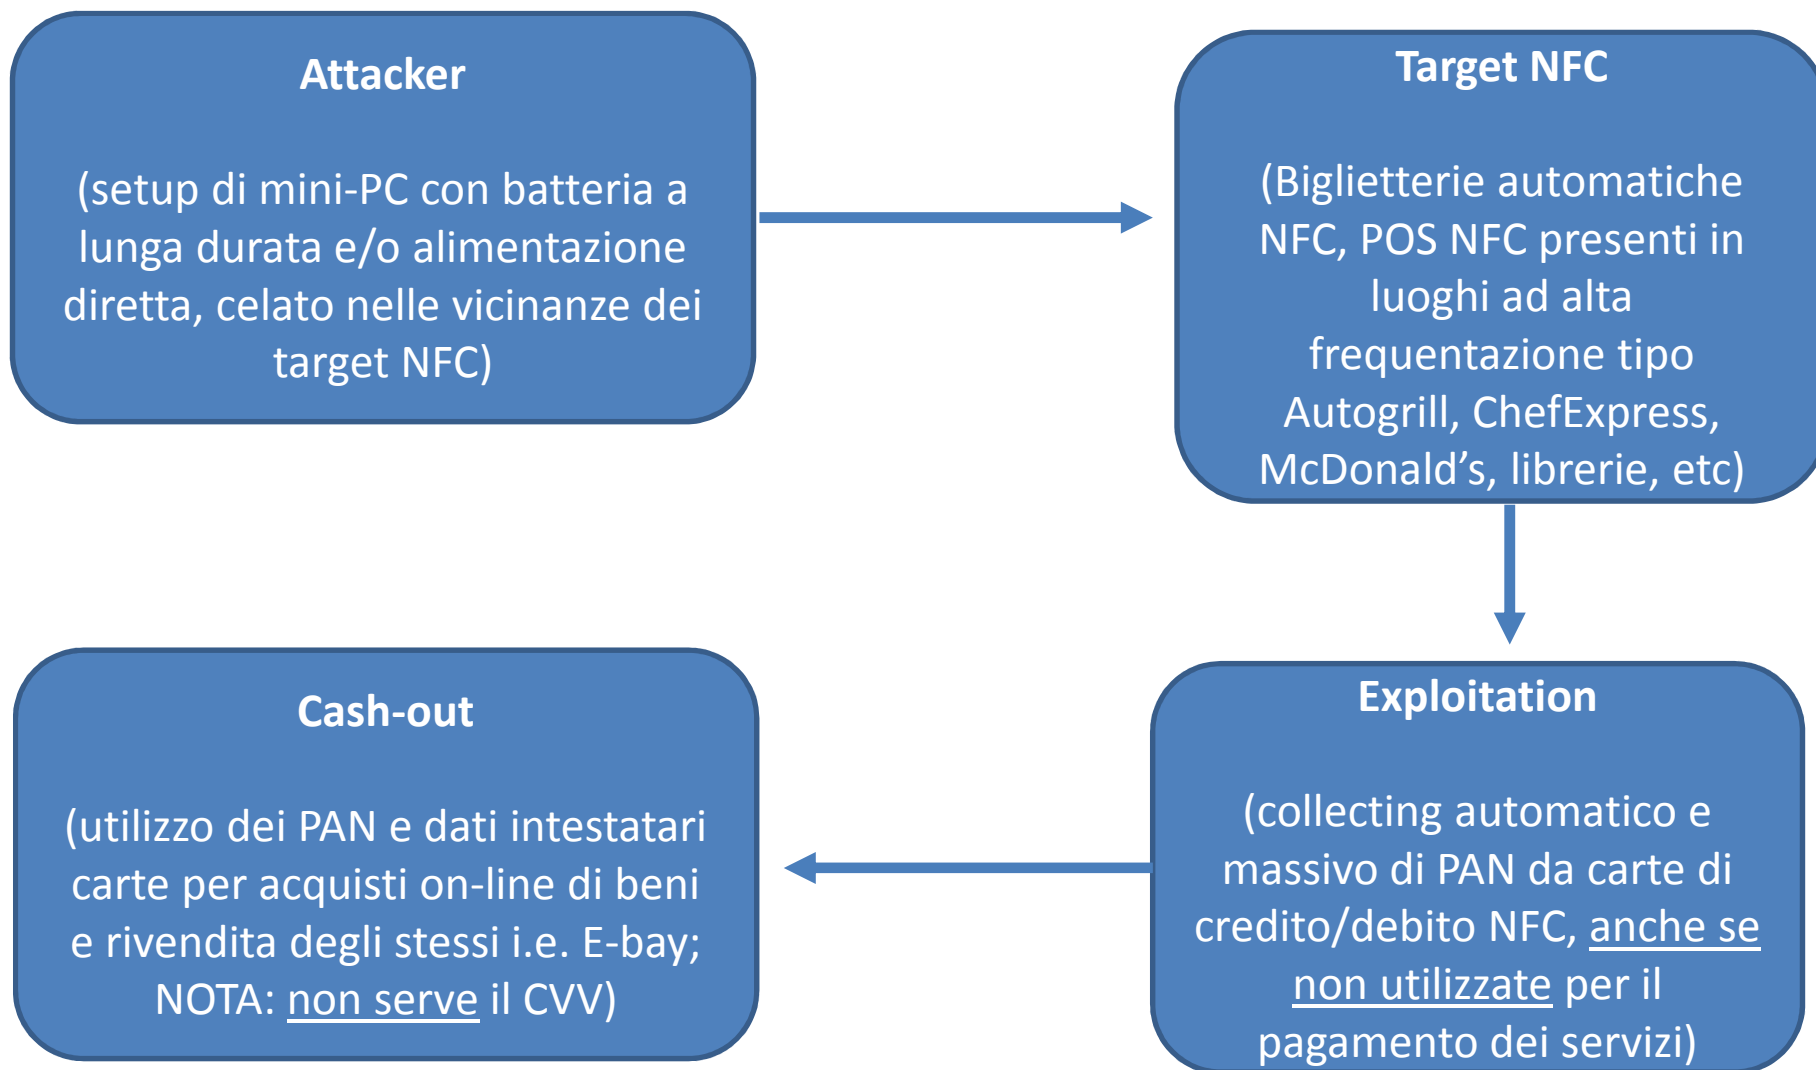 Attacker
(setup di mini-PC con batteria a
lunga durata e/o alimentazione
diretta, celato nelle vicinanze dei
target NFC)
Target NFC
(Biglietterie automatiche
NFC, POS NFC presenti in
luoghi ad alta
frequentazione tipo
Autogrill, ChefExpress,
McDonald’s, librerie, etc)
Exploitation
(collecting automatico e
massivo di PAN da carte di
credito/debito NFC, anche se
non utilizzate per il
pagamento dei servizi)
Cash-out
(utilizzo dei PAN e dati intestatari
carte per acquisti on-line di beni
e rivendita degli stessi i.e. E-bay;
NOTA: non serve il CVV)